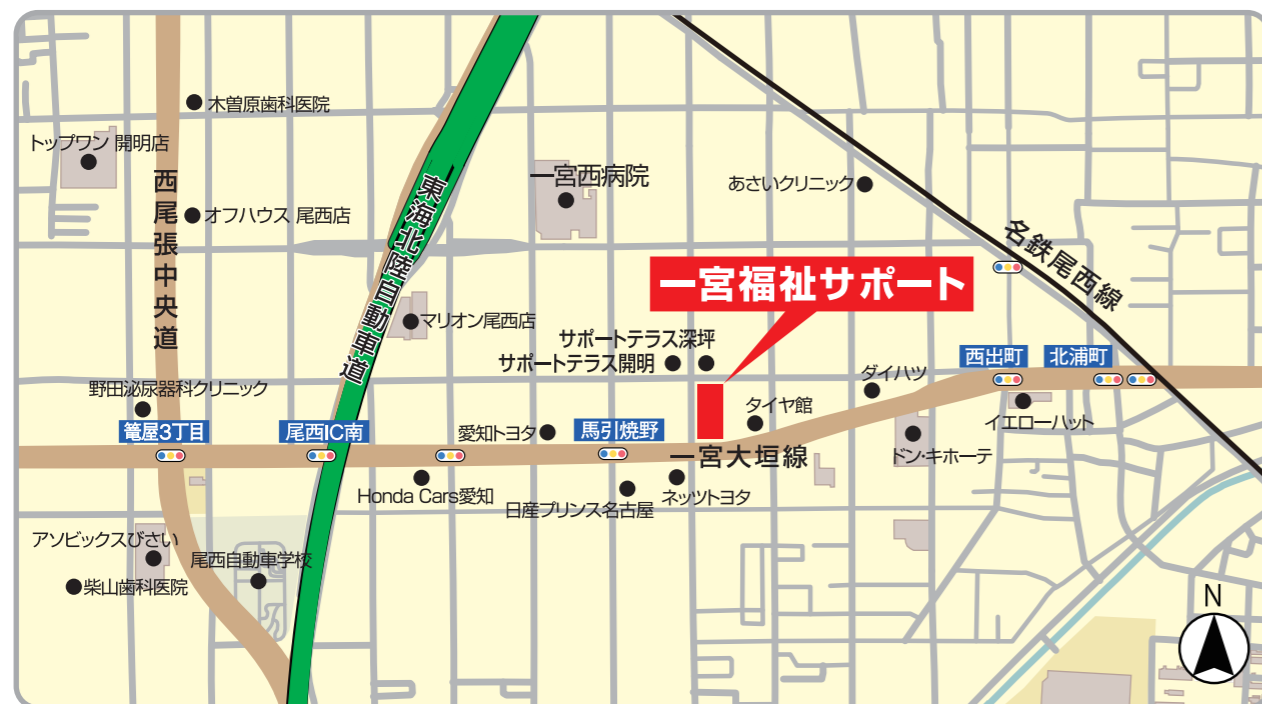 木曽原歯科医院
トップワン 開明店
西尾張中央道
オフハウス 尾西店
東海北陸自動車道
一宮西病院
あさいクリニック
名鉄尾西線
一宮福祉サポート
マリオン尾西店
サポートテラス深坪
サポートテラス開明
西出町
北浦町
野田泌尿器科クリニック
ダイハツ
タイヤ館
イエローハット
篭屋3丁目
尾西IC南
愛知トヨタ
馬引焼野
一宮大垣線
ドン・キホーテ
Honda Cars愛知
日産プリンス名古屋
ネッツトヨタ
アソビックスびさい
尾西自動車学校
柴山歯科医院
N